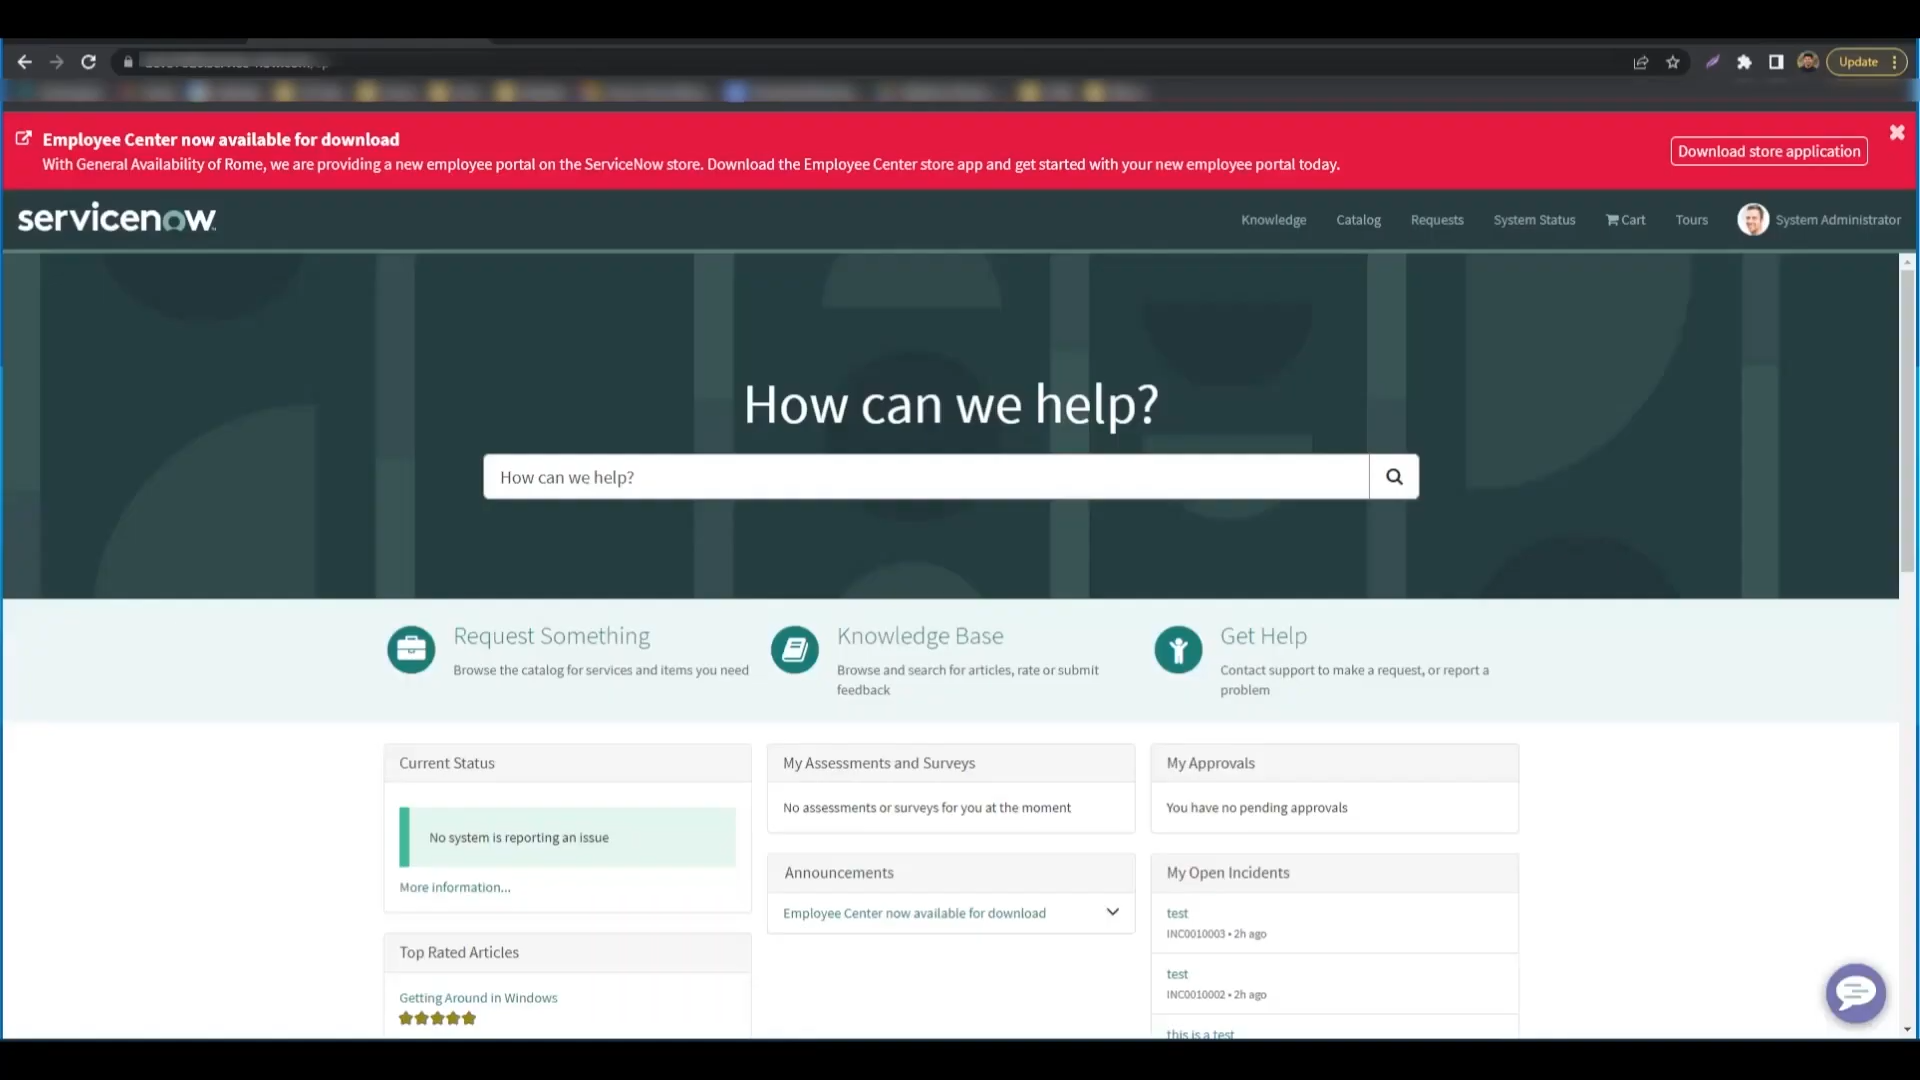 Update
Employee Center now available for download
With General Availability of Rome, we are providing a new employee portal on the ServiceNow store. Download the Employee Center store app and get started with your new employee portal today.
Download store application
servicenow
Knowledge
Catalog
Requests
System Status
Cart
Tours
System Administrator
How can we help?
How can we help?
Request Something
Browse the catalog for services and items you need
Knowledge Base
Browse and search for articles, rate or submit
feedback
Get Help
Contact support to make a request, or report a
problem
Current Status
No system is reporting an issue
More information...
Top Rated Articles
Getting Around in Windows
My Assessments and Surveys
No assessments or surveys for you at the moment
Announcements
Employee Center now available for download
My Approvals
You have no pending approvals
My Open Incidents
test
INC0010003 • 2h ago
test
INC0010002 • 2h ago
this is a test